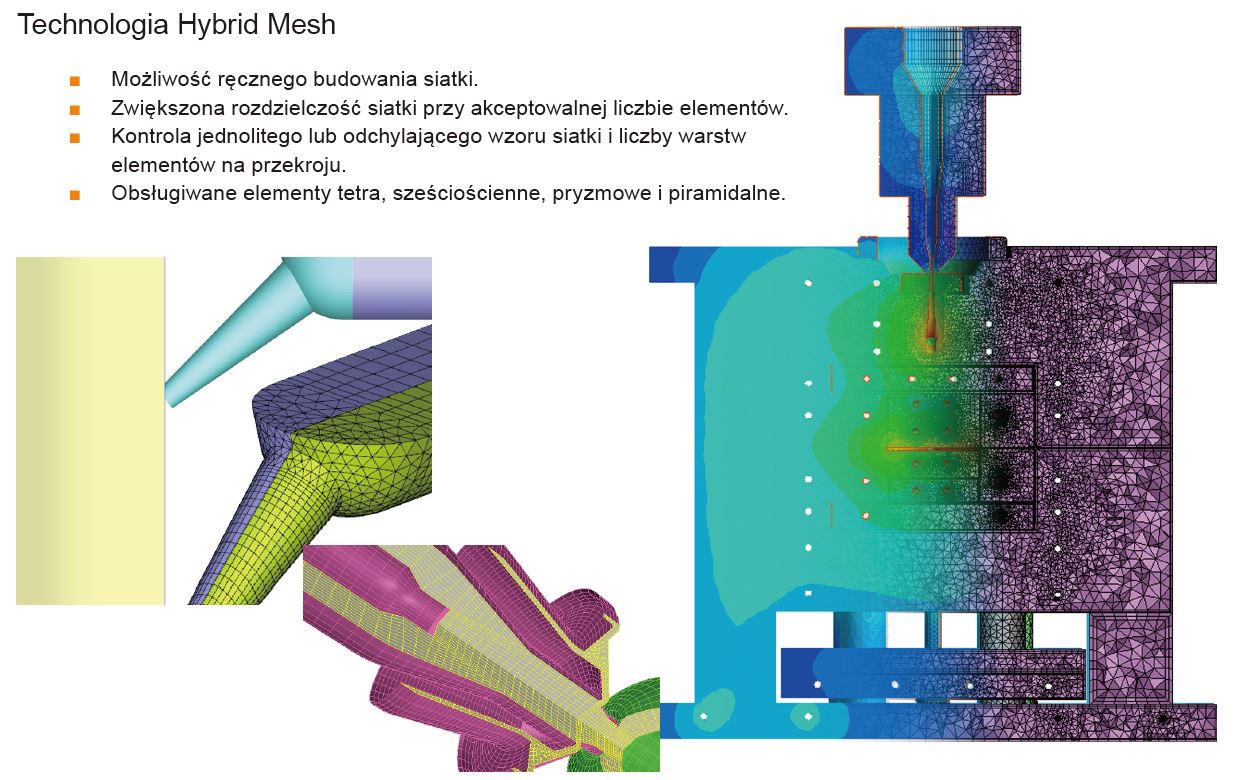 Technologia Hybrid Mesh
Możliwość ręcznego budowania siatki.
Zwiększona rozdzielczość siatki przy akceptowalnej liczbie elementów.
Kontrola jednolitego lub odchylającego wzoru siatki i liczby warstw
elementów na przekroju.
Obsługiwane elementy tetra, sześciościenne, pryzmowe i piramidalne.